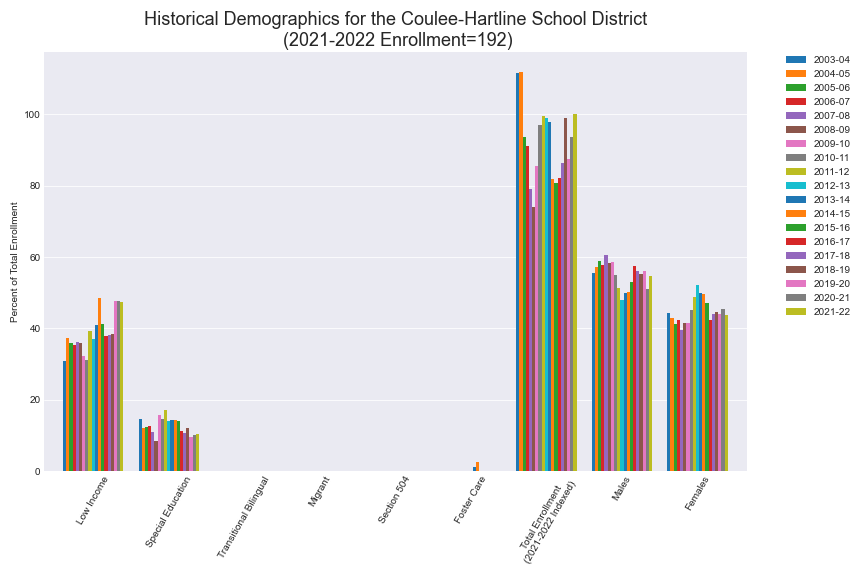 Historical Demographics for the Coulee-Hartline School District
(2021-2022 Enrollment=192)
Percent of Total Enrollment
100
80
60
40
20
0
Low Income
Special Education
Transitional Bilingual
Migrant
Section 504
Foster Care
Total Enrollment
(2021-2022 Indexed)
Males
Females
2003-04
2004-05
2005-06
2006-07
2007-08
2008-09
2009-10
2010-11
2011-12
2012-13
2013-14
2014-15
2015-16
2016-17
2017-18
2018-19
2019-20
2020-21
2021-22